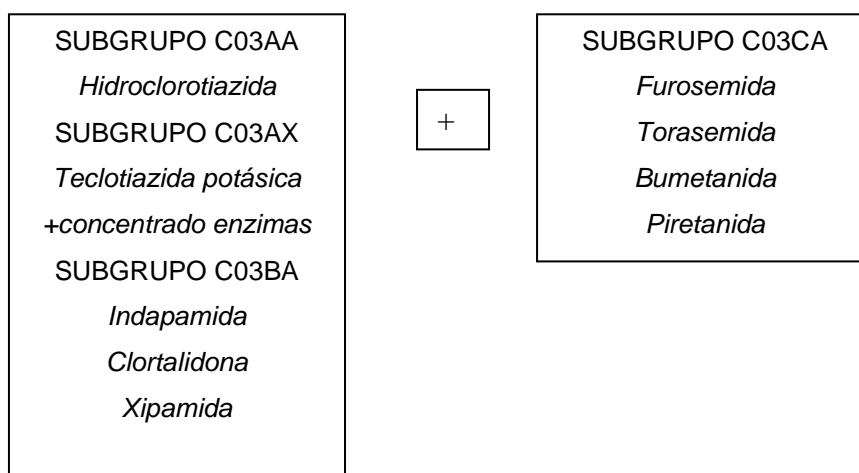 SUBGRUPO C03AA
Hidroclorotiazida
SUBGRUPO C03AX
Teclotiazida potásica
+concentrado enzimas
SUBGRUPO C03BA
Indapamida
Clortalidona
Xipamida
+
SUBGRUPO C03CA
Furosemida
Torasemida
Bumetanida
Piretanida